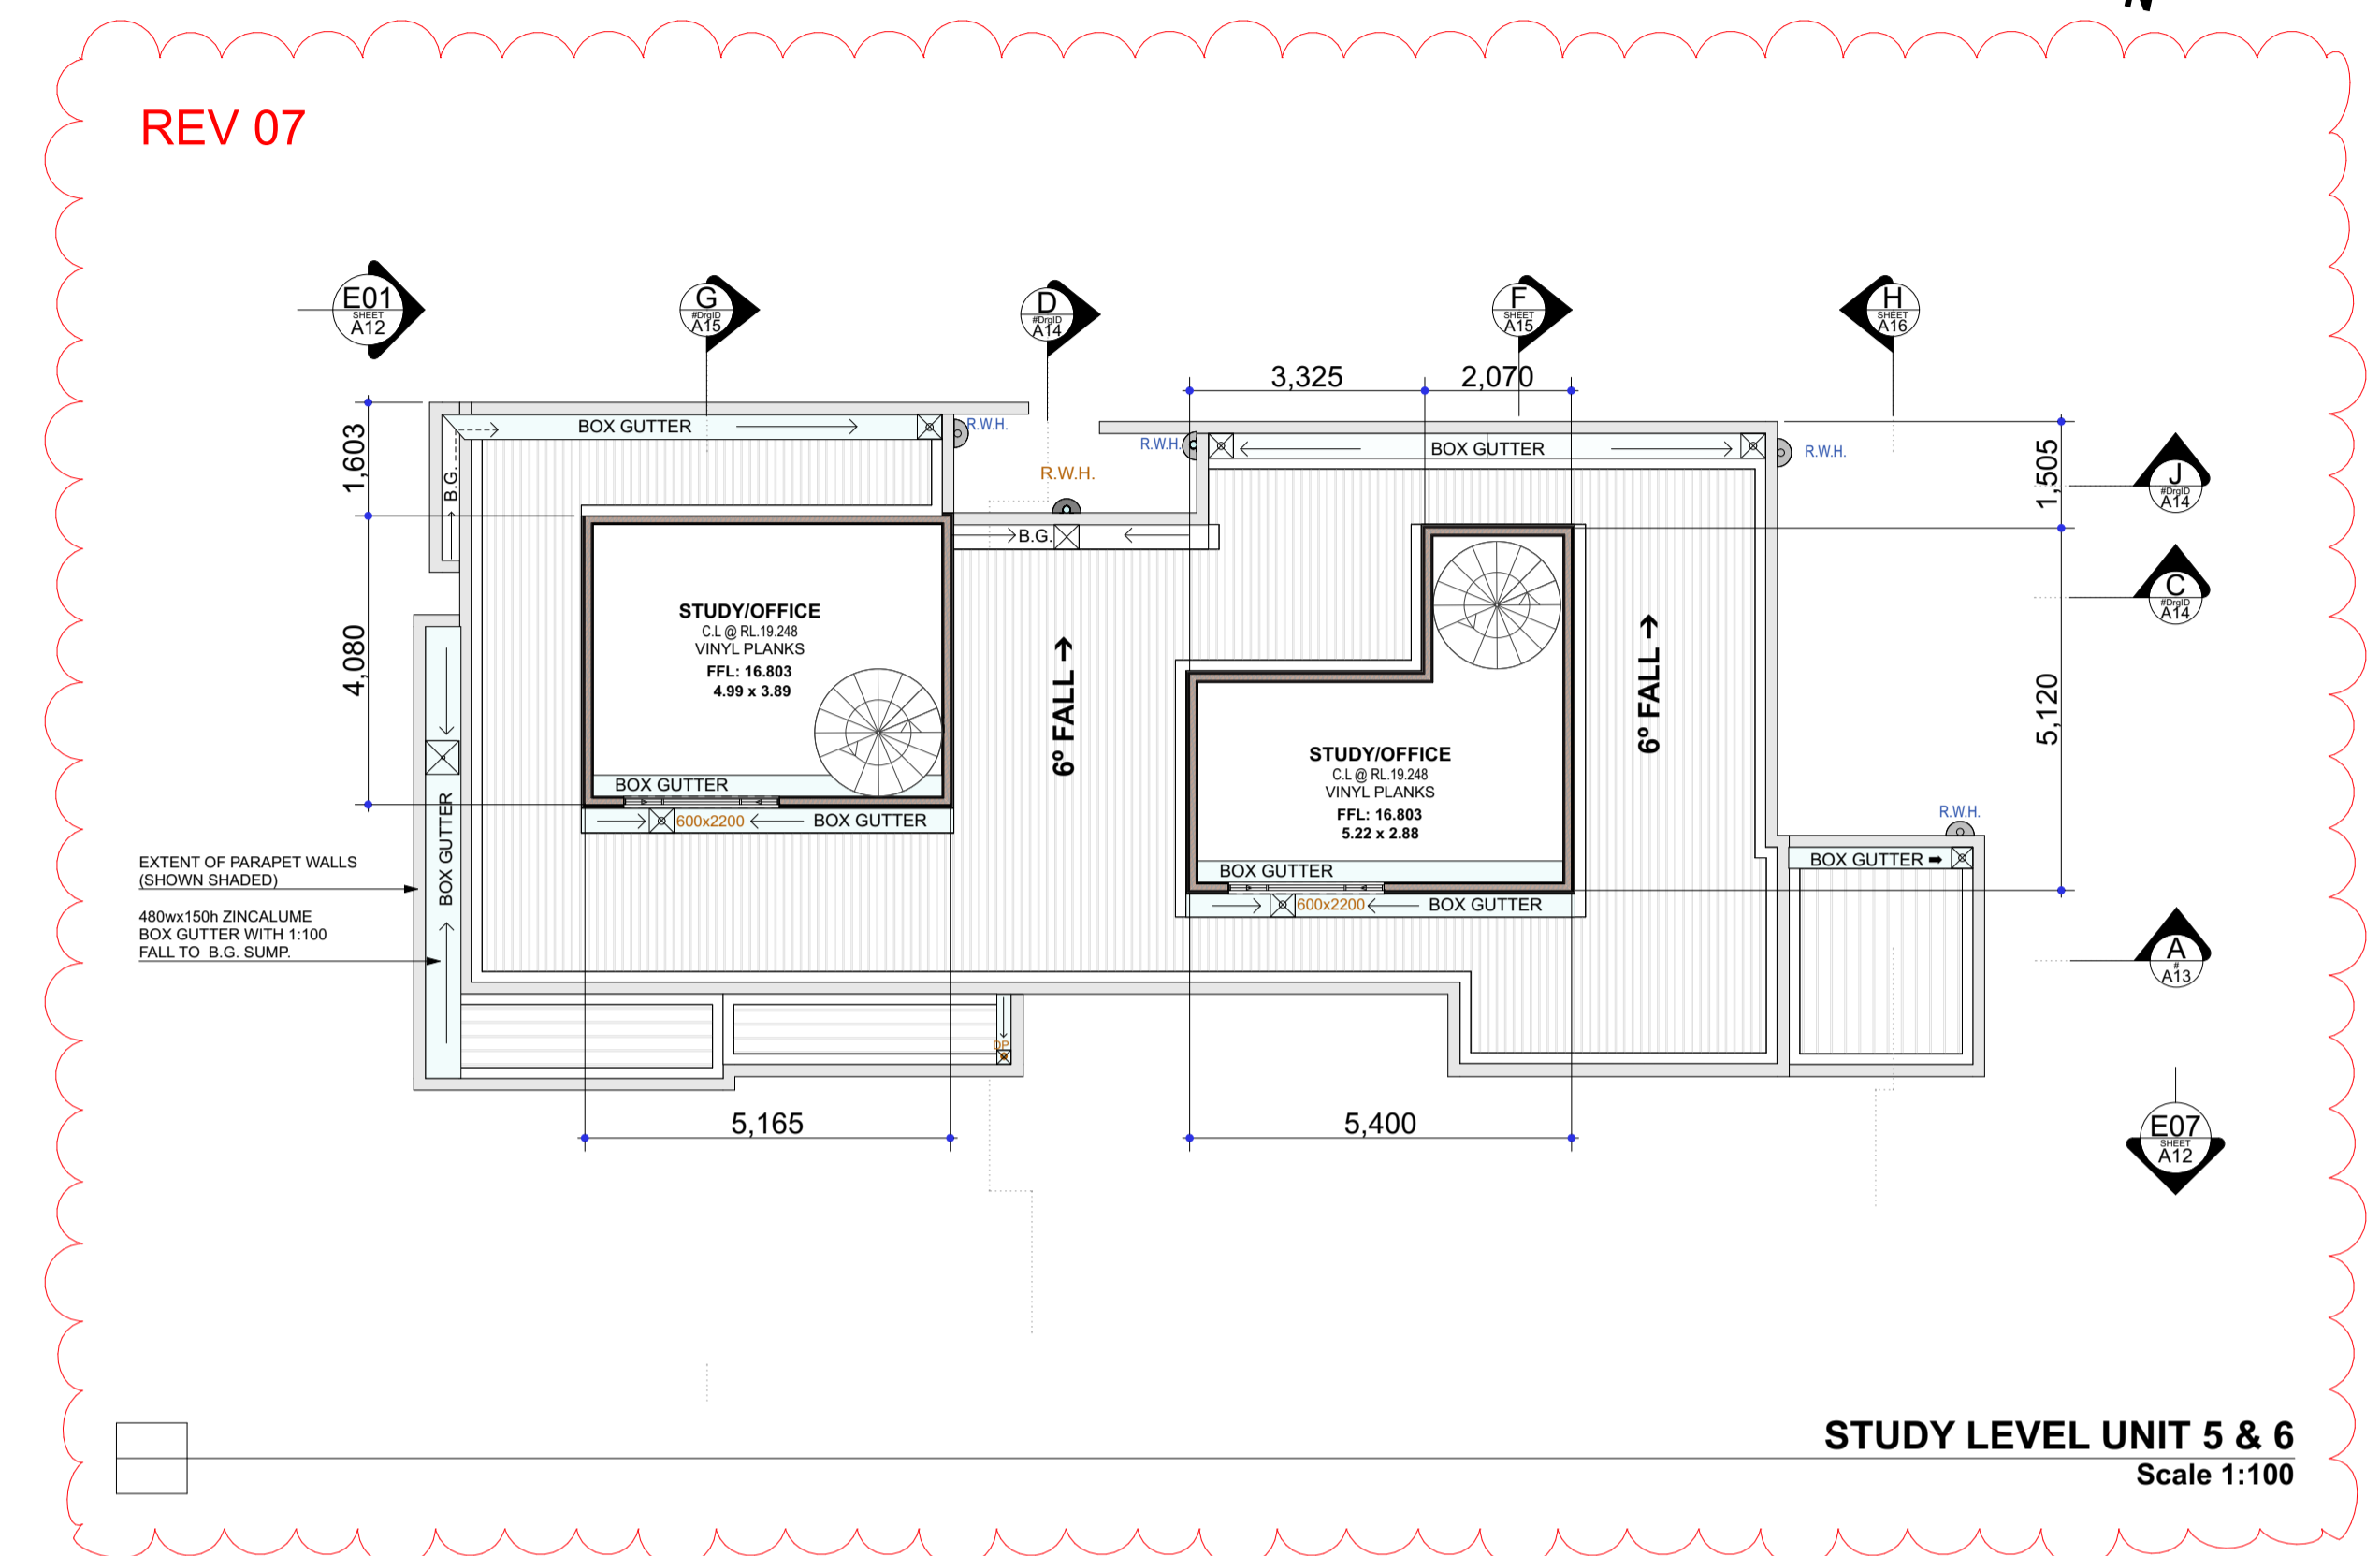 REV 07
E01
SHEET
A12
G
#DrgID
A15
D
#DrgID
A14
F
SHEET
A15
H
SHEET
A16
3,325
2,070
BOX GUTTER
R.W.H.
R.W.H.
BOX GUTTER
R.W.H.
1,603
1,505
B.G.
R.W.H.
J
#DrgID
A14
B.G.
C
#DrgID
A14
STUDY/OFFICE
C.L @ RL.19.248
VINYL PLANKS
FFL: 16.803
4.99 x 3.89
4,080
6º FALL →
6º FALL →
5,120
STUDY/OFFICE
C.L @ RL.19.248
VINYL PLANKS
FFL: 16.803
5.22 x 2.88
BOX GUTTER
600x2200
BOX GUTTER
BOX GUTTER
BOX GUTTER
600x2200
BOX GUTTER
R.W.H.
BOX GUTTER
EXTENT OF PARAPET WALLS
(SHOWN SHADED)
480wx150h ZINCALUME
BOX GUTTER WITH 1:100
FALL TO B.G. SUMP.
A
#
A13
DP
5,165
5,400
E07
SHEET
A12
STUDY LEVEL UNIT 5 & 6
Scale 1:100